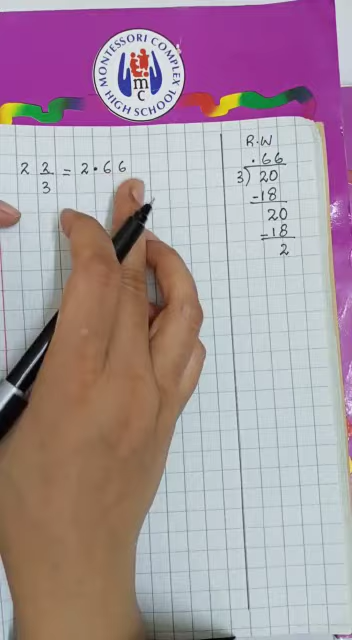 MONTESSORI COMPLEX
mc
HIGH SCHOOL
2 2/3 = 2.66
R.W
.66
3) 20
-18
20
-18
2